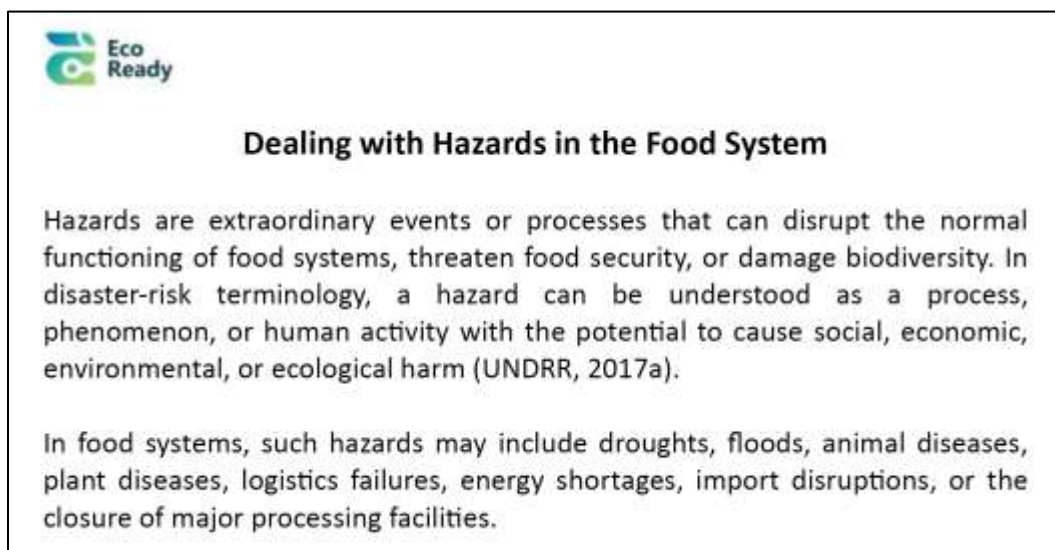 Eco
Ready
Dealing with Hazards in the Food System
Hazards are extraordinary events or processes that can disrupt the normal
functioning of food systems, threaten food security, or damage biodiversity. In
disaster-risk terminology, a hazard can be understood as a process,
phenomenon, or human activity with the potential to cause social, economic,
environmental, or ecological harm (UNDRR, 2017a).
In food systems, such hazards may include droughts, floods, animal diseases,
plant diseases, logistics failures, energy shortages, import disruptions, or the
closure of major processing facilities.